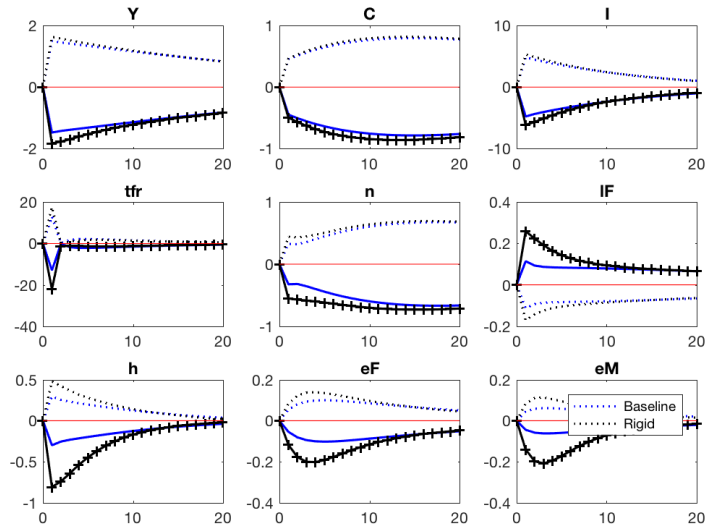 Y C I
2 1 10
0 0 0
-2 -1 -10
0 10 20 0 10 20 0 10 20
tfr n lF
20 1 0.4
0 0.2
-20 0 0
-40 -1 -0.2
0 10 20 0 10 20 0 10 20
h eF eM
0.5 0.2 0.2
0 0 0
-0.5 -0.2 -0.2
-1 -0.4 -0.4
0 10 20 0 10 20 0 10 20
Baseline
Rigid